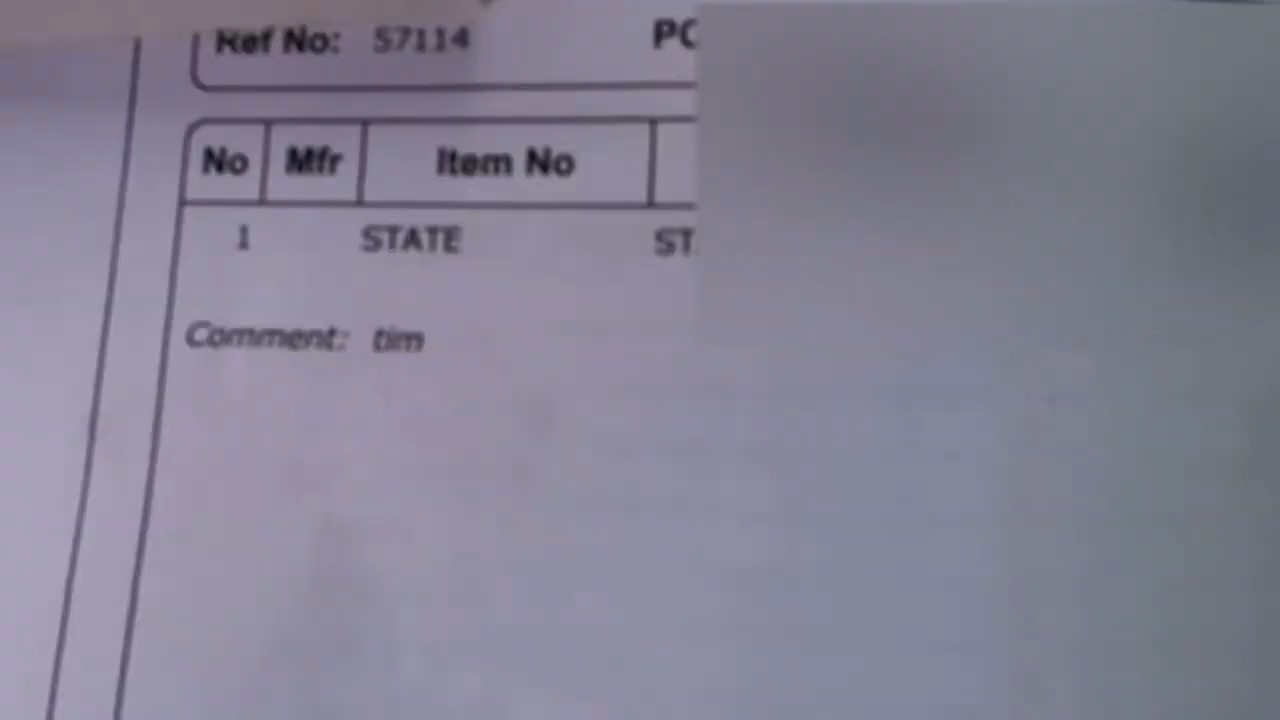 Ref No: 57114
No Mfr Item No
1 STATE
Comment: tim